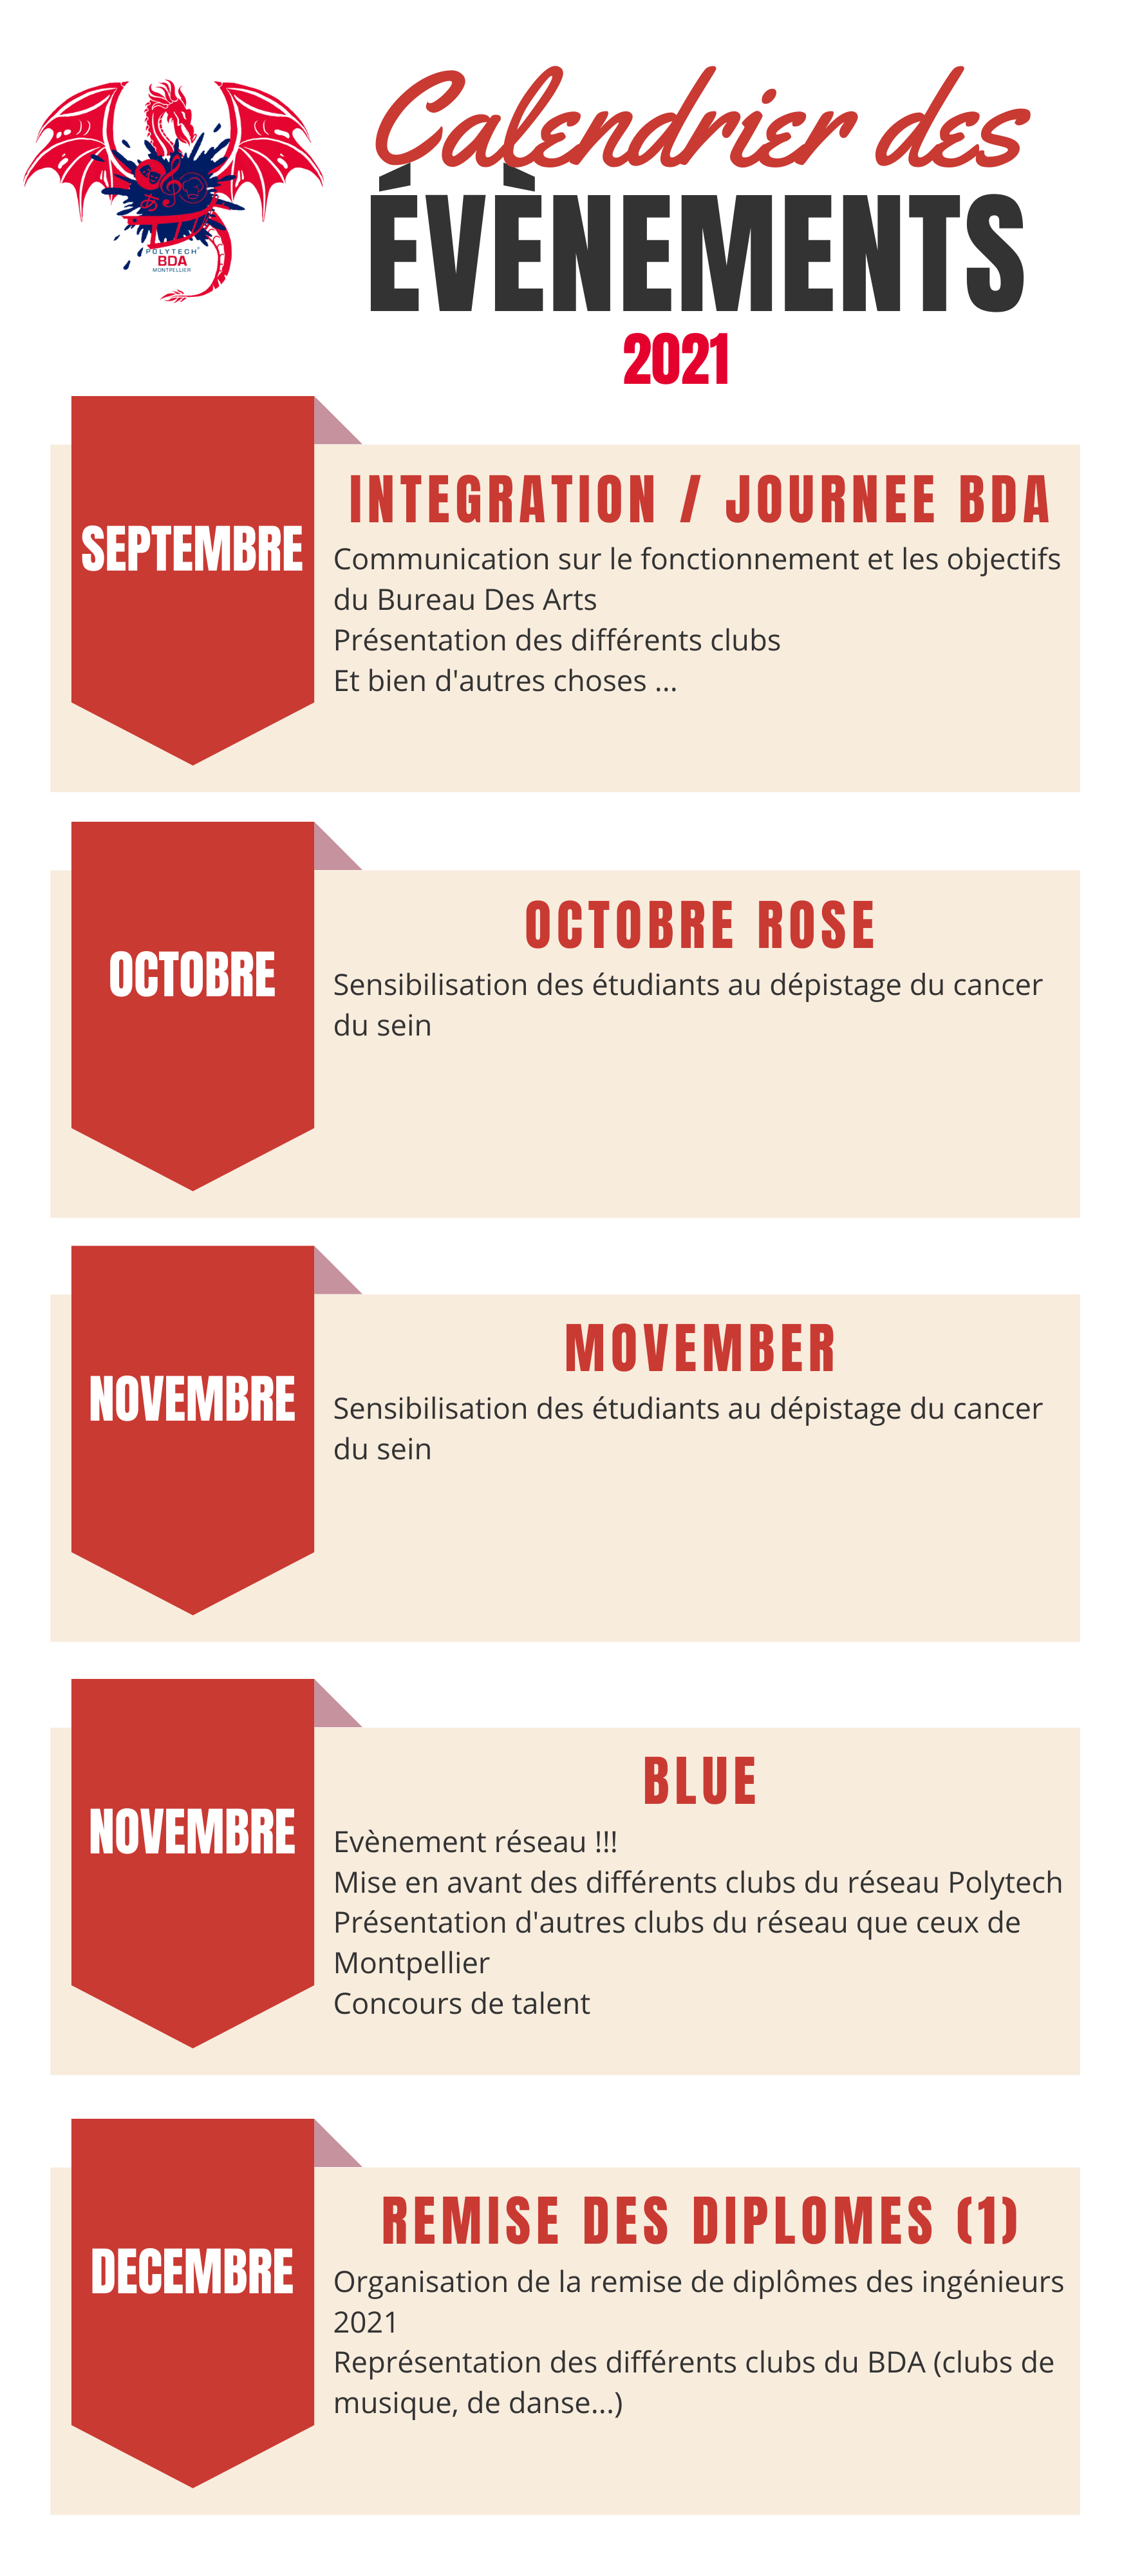 Calendrier des
ÉVÈNEMENTS
2021
POLYTECH
BDA
MONTPELLIER
あ
SEPTEMBRE
INTEGRATION / JOURNEE BDA
Communication sur le fonctionnement et les objectifs
du Bureau Des Arts
Présentation des différents clubs
Et bien d'autres choses ...
OCTOBRE
OCTOBRE ROSE
Sensibilisation des étudiants au dépistage du cancer
du sein
NOVEMBRE
MOVEMBER
Sensibilisation des étudiants au dépistage du cancer
du sein
NOVEMBRE
BLUE
Evènement réseau !!!
Mise en avant des différents clubs du réseau Polytech
Présentation d'autres clubs du réseau que ceux de
Montpellier
Concours de talent
DECEMBRE
REMISE DES DIPLOMES (1)
Organisation de la remise de diplômes des ingénieurs
2021
Représentation des différents clubs du BDA (clubs de
musique, de danse...)